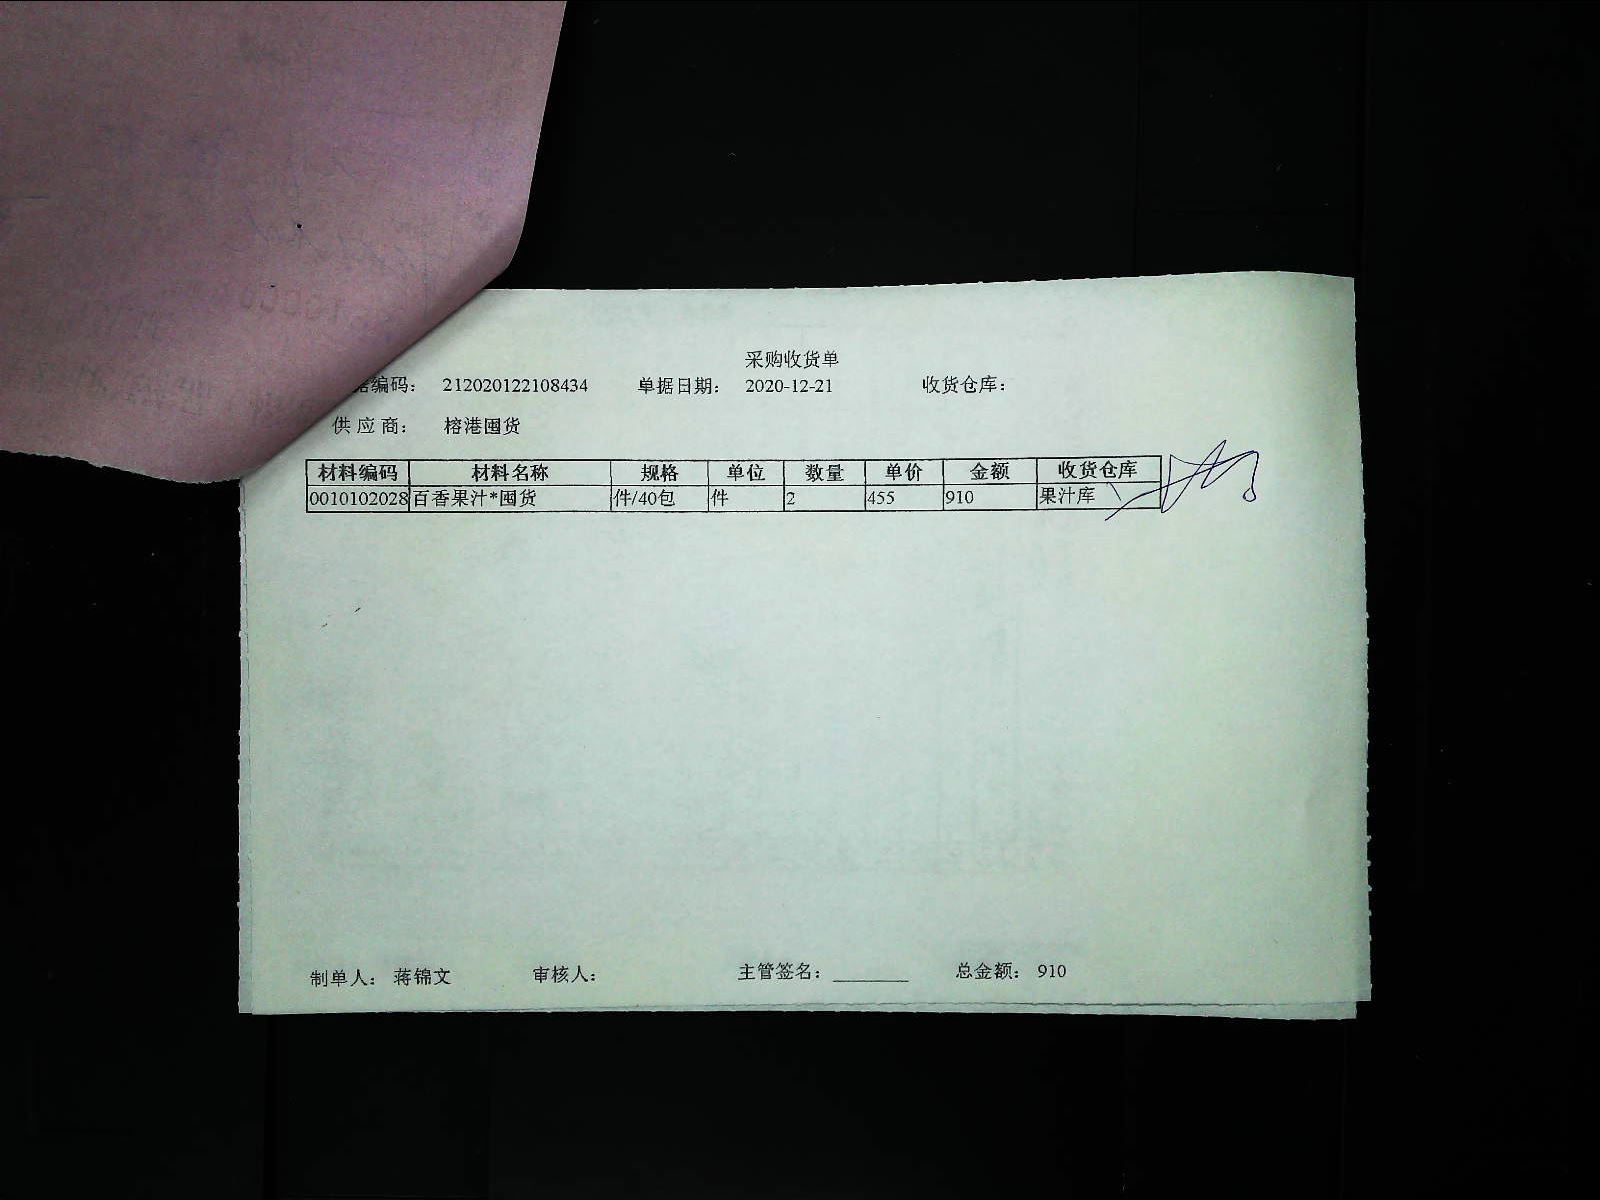 采购收货单
据编码： 212020122108434 单据日期： 2020-12-21 收货仓库：
供应商： 榕港囤货
材料编码 材料名称 规格 单位 数量 单价 金额 收货仓库
0010102028 百香果汁*囤货 件/40包 件 2 455 910 果汁库
制单人： 蒋锦文 审核人： 主管签名： ________ 总金额： 910